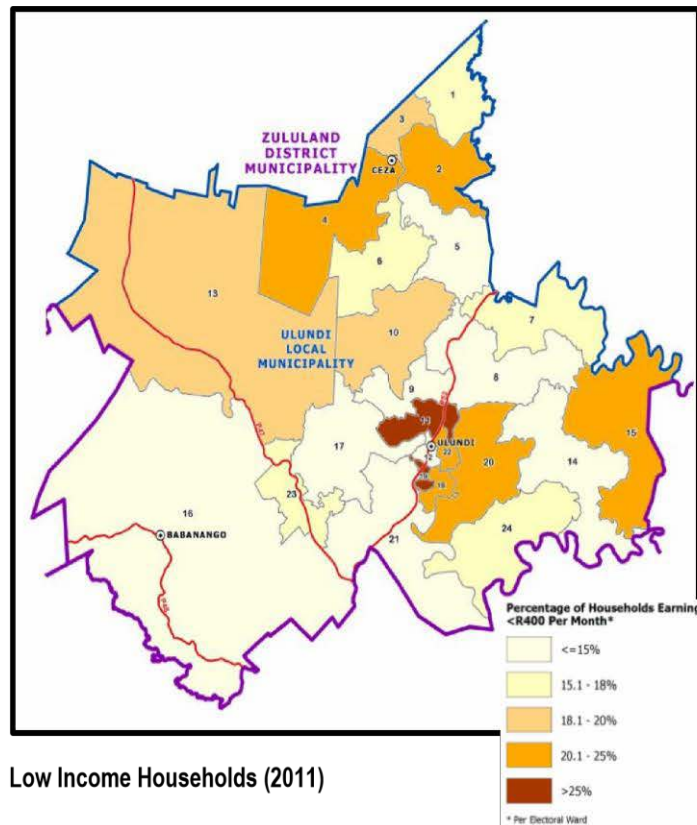 1
3
ZULULAND
DISTRICT
MUNICIPALITY
CEZA
2
4
5
6
13
7
ULUNDI
LOCAL
MUNICIPALITY
10
8
9
15
17
ULUNDI
22
20
14
23
16
24
21
BABANANGO
Percentage of Households Earning
<R400 Per Month*
<=15%
15.1 - 18%
18.1 - 20%
20.1 - 25%
>25%
* Per Electoral Ward
Low Income Households (2011)